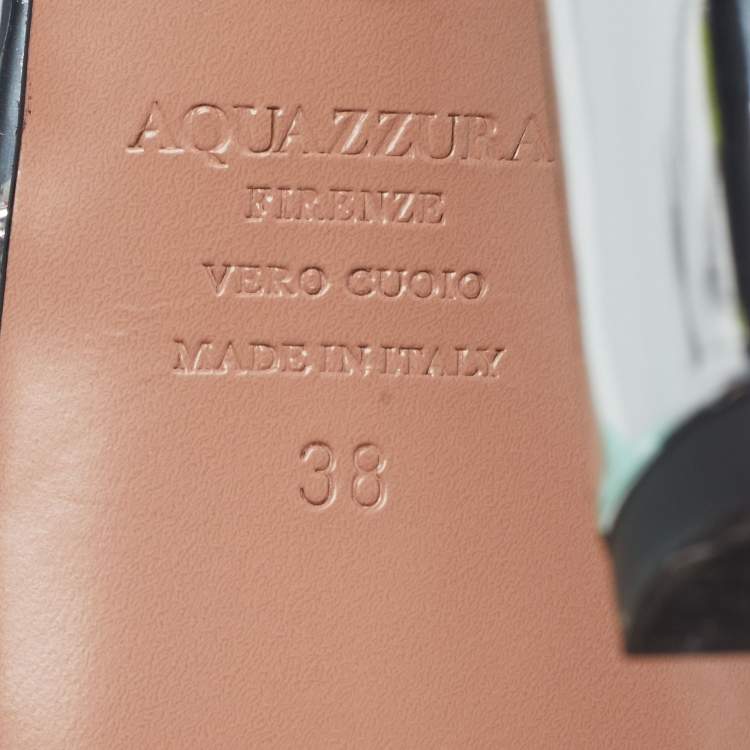 AQUAZZURA
FIRENZE
VERO CUOIO
MADE IN ITALY
38